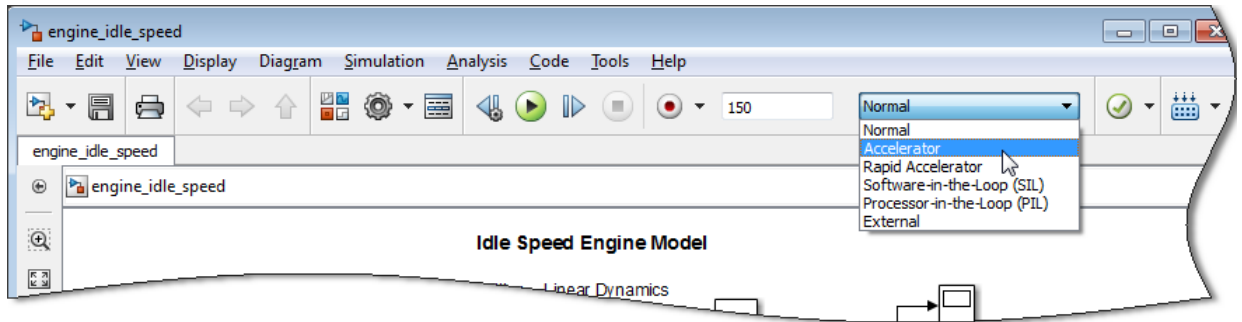 engine_idle_speed
File Edit View Display Diagram Simulation Analysis Code Tools Help
150 Normal
Normal
Accelerator
Rapid Accelerator
Software-in-the-Loop (SIL)
Processor-in-the-Loop (PIL)
External
engine_idle_speed
engine_idle_speed
Idle Speed Engine Model
Linear Dynamics